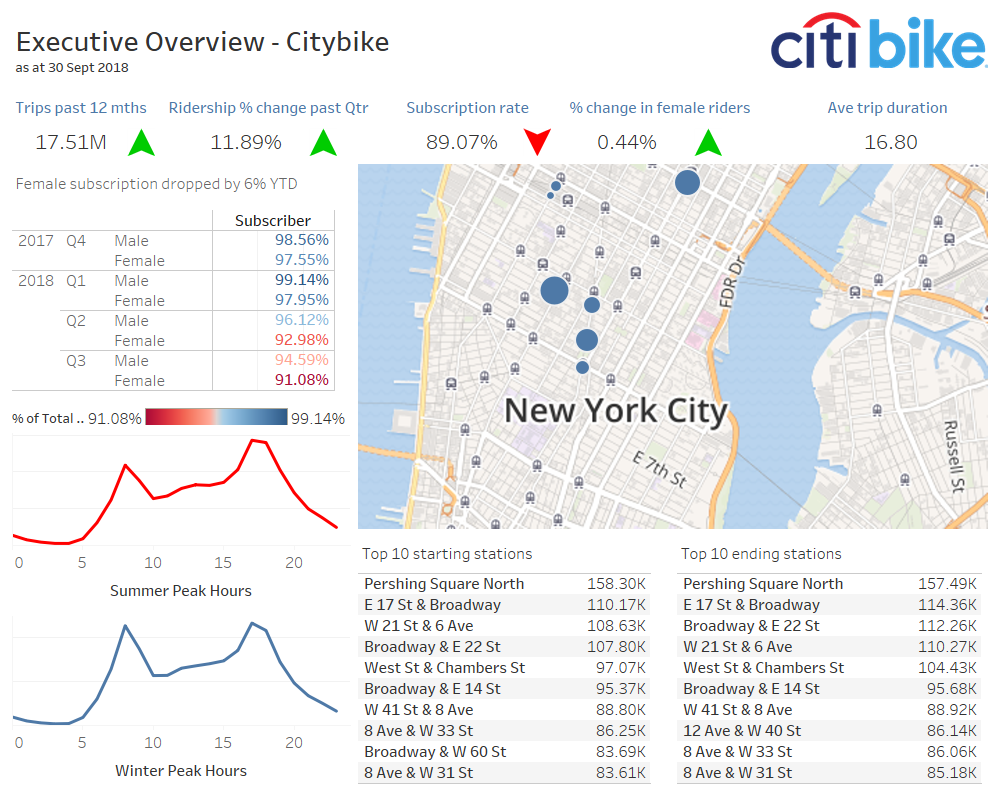 Executive Overview - Citybike
as at 30 Sept 2018
citi bike
Trips past 12 mths
17.51M
Ridership % change past Qtr
11.89%
Subscription rate
89.07%
% change in female riders
0.44%
Ave trip duration
16.80
Female subscription dropped by 6% YTD
Subscriber
2017 Q4 Male 98.56%
Female 97.55%
2018 Q1 Male 99.14%
Female 97.95%
Q2 Male 96.12%
Female 92.98%
Q3 Male 94.59%
Female 91.08%
% of Total .. 91.08% 99.14%
0 5 10 15 20
Summer Peak Hours
0 5 10 15 20
Winter Peak Hours
FDR Dr
New York City
E 7th St
Russell St
Top 10 starting stations
Pershing Square North 158.30K
E 17 St & Broadway 110.17K
W 21 St & 6 Ave 108.63K
Broadway & E 22 St 107.80K
West St & Chambers St 97.07K
Broadway & E 14 St 95.37K
W 41 St & 8 Ave 88.80K
8 Ave & W 33 St 86.25K
Broadway & W 60 St 83.69K
8 Ave & W 31 St 83.61K
Top 10 ending stations
Pershing Square North 157.49K
E 17 St & Broadway 114.36K
Broadway & E 22 St 112.26K
W 21 St & 6 Ave 110.27K
West St & Chambers St 104.43K
Broadway & E 14 St 95.68K
W 41 St & 8 Ave 88.92K
12 Ave & W 40 St 86.14K
8 Ave & W 33 St 86.06K
8 Ave & W 31 St 85.18K